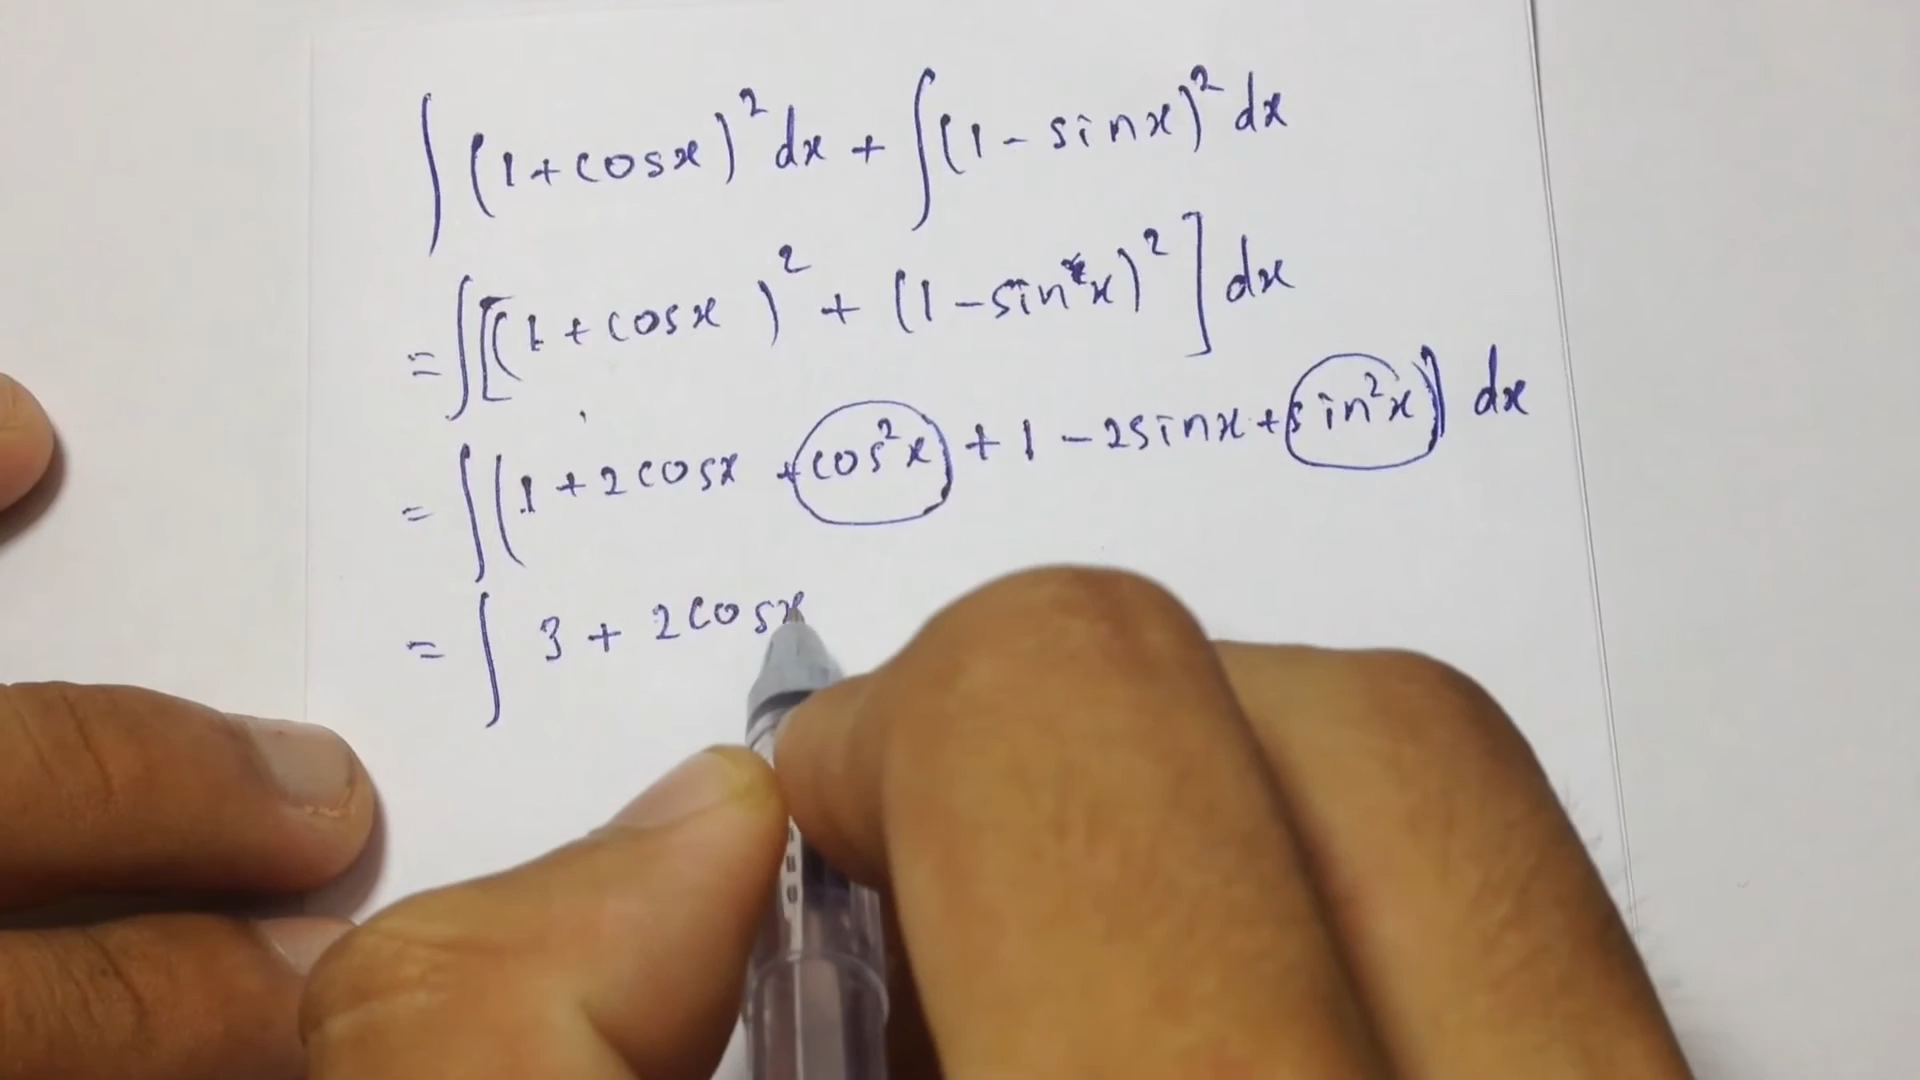 ∫(1+cosx)²dx + ∫(1-sinx)²dx
=∫[(1+cosx)² + (1-sinx)²]dx
=∫(1+2cosx+cos²x+1-2sinx+sin²x)dx
=∫ 3+2cosx